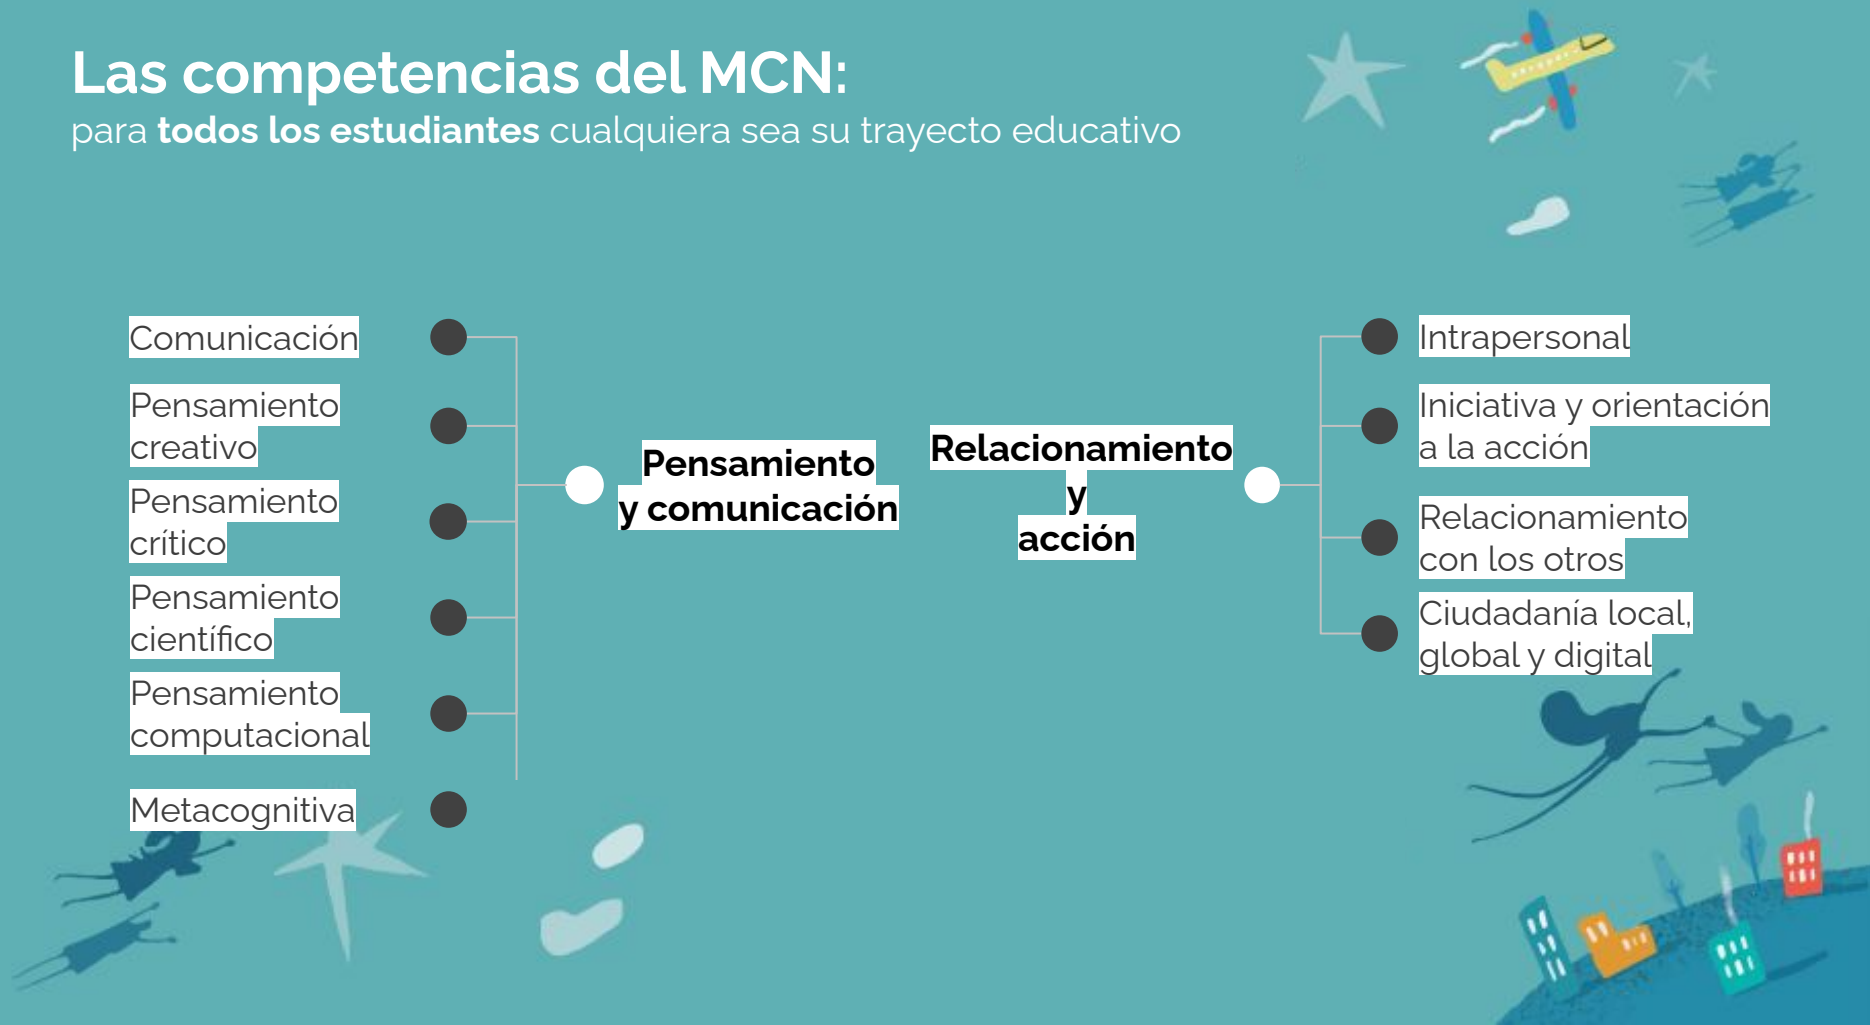 Las competencias del MCN:
para todos los estudiantes cualquiera sea su trayecto educativo
Comunicación
Pensamiento
creativo
Pensamiento
crítico
Pensamiento
científico
Pensamiento
computacional
Metacognitiva
Pensamiento
y comunicación
Relacionamiento
y
acción
Intrapersonal
Iniciativa y orientación
a la acción
Relacionamiento
con los otros
Ciudadanía local,
global y digital